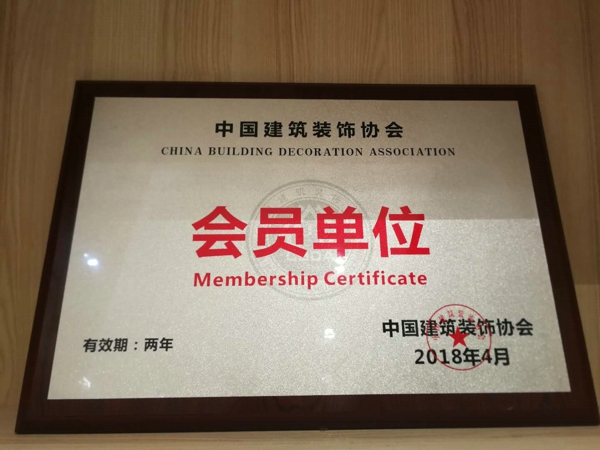 中国建筑装饰协会
CHINA BUILDING DECORATION ASSOCIATION
会员单位
Membership Certificate
有效期：两年
中国建筑装饰协会
2018年4月